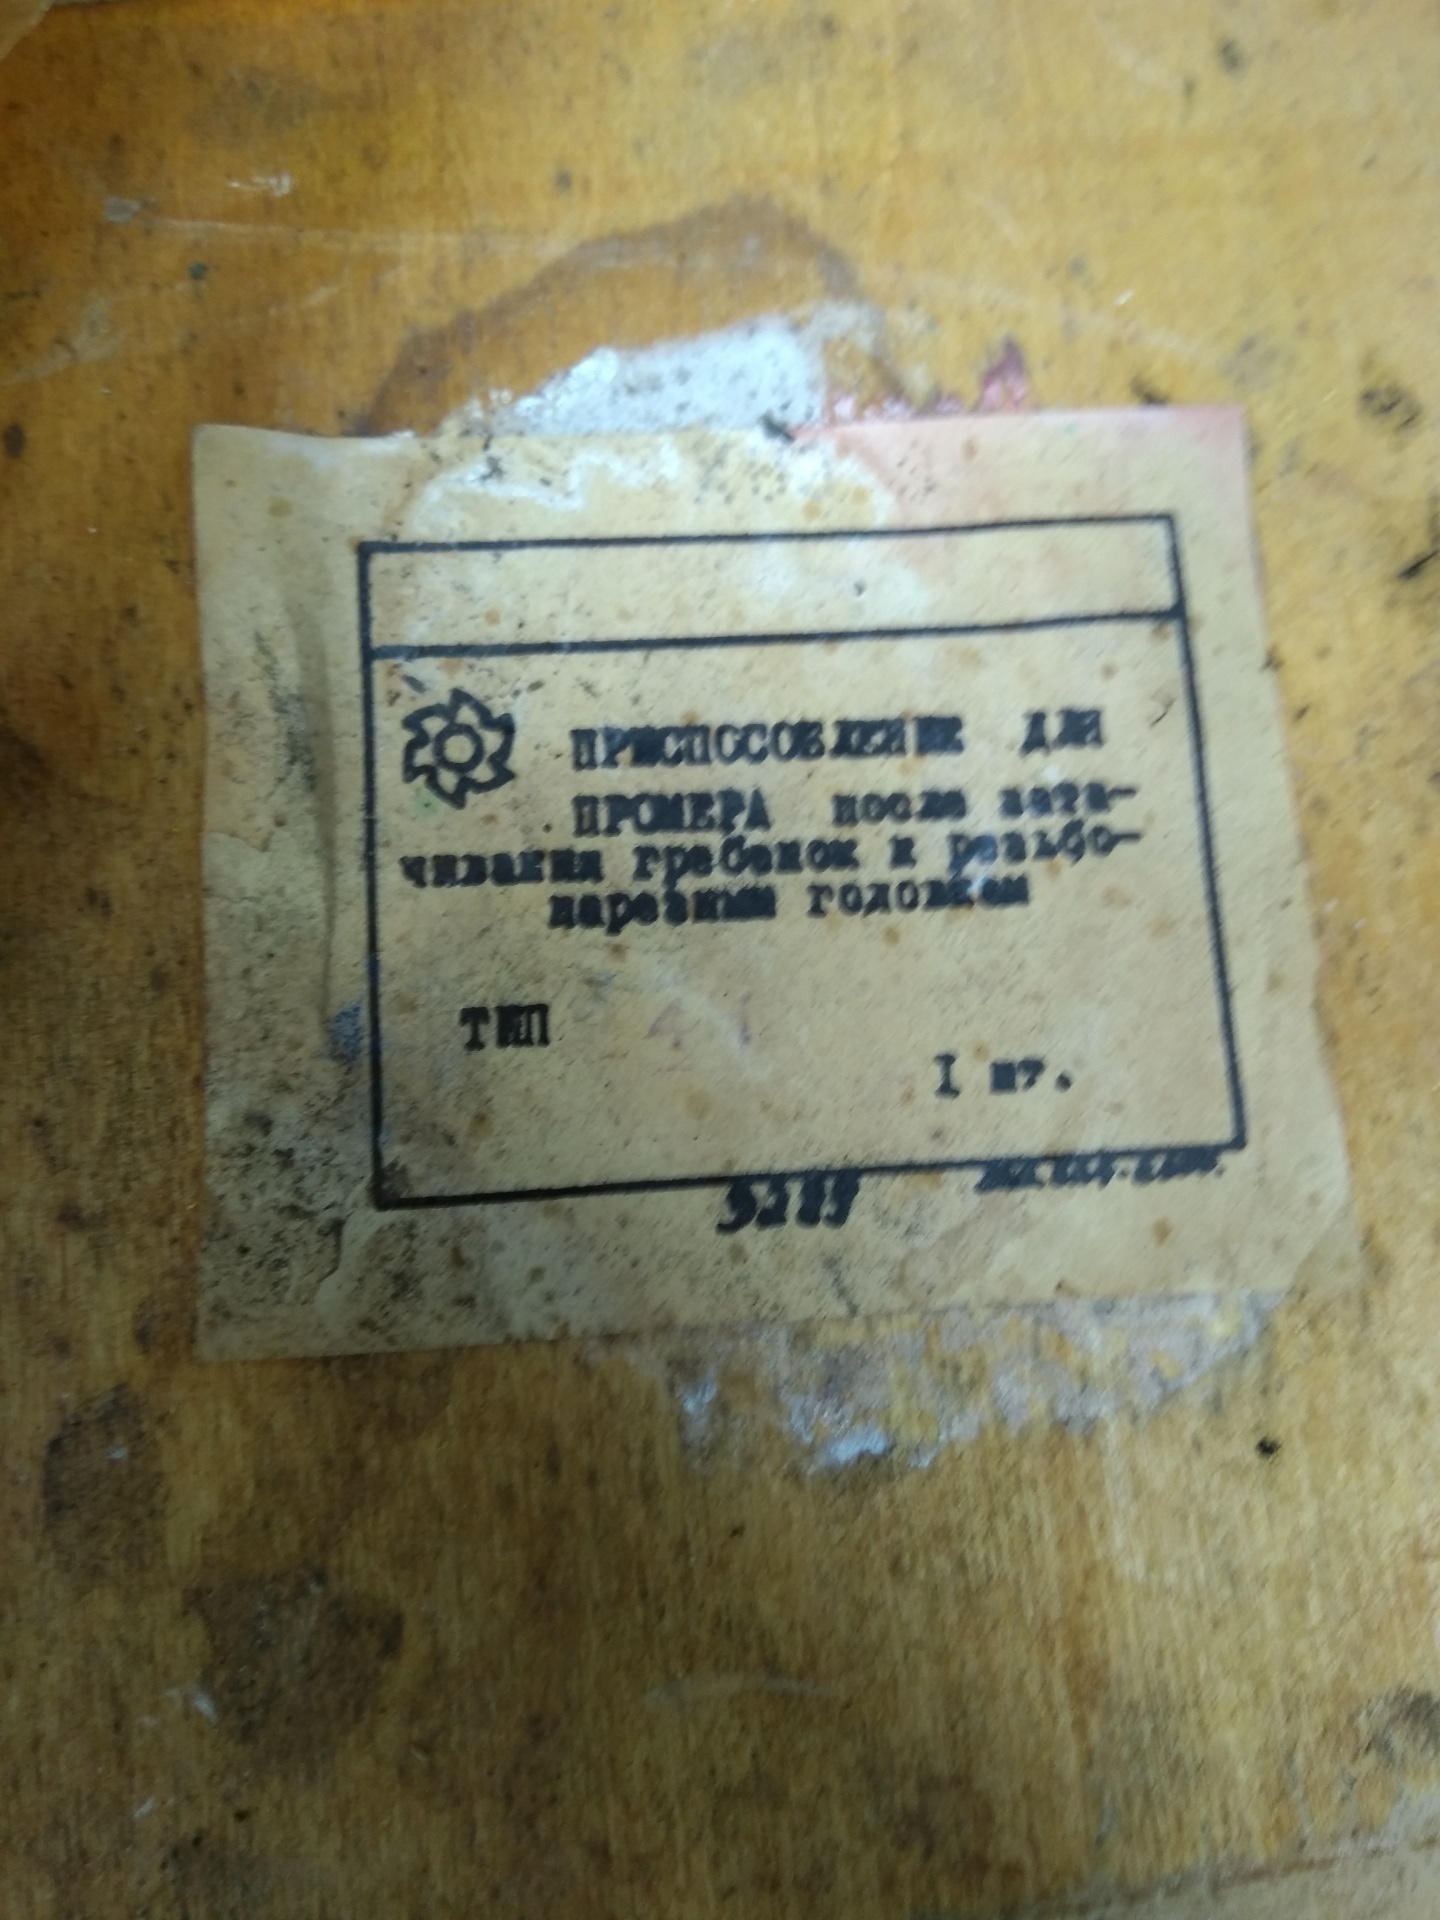 ПРИСПОСОБЛЕНИЕ ДЛЯ
ПРОМЕРА после зата-
чивания гребенок к резьбо-
нарезным головкам
ТИП
1 шт.